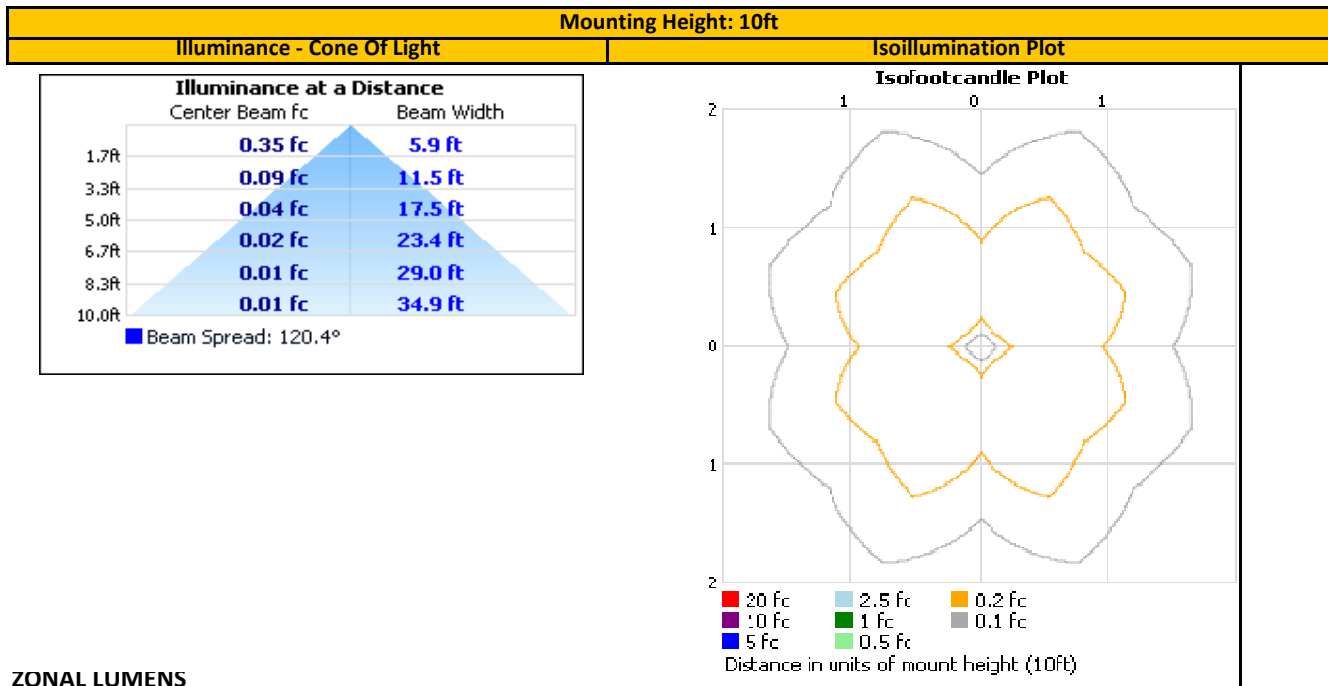 Mounting Height: 10ft
Illuminance - Cone Of Light
Isoillumination Plot
Illuminance at a Distance
Center Beam fc Beam Width
1.7ft 0.35 fc 5.9 ft
3.3ft 0.09 fc 11.5 ft
5.0ft 0.04 fc 17.5 ft
6.7ft 0.02 fc 23.4 ft
8.3ft 0.01 fc 29.0 ft
10.0ft 0.01 fc 34.9 ft
Beam Spread: 120.4°
Isofootcandle Plot
1 0 1
2
1
0
1
2
20 fc 2.5 fc 0.2 fc
10 fc 1 fc 0.1 fc
5 fc 0.5 fc
Distance in units of mount height (10ft)
ZONAL LUMENS